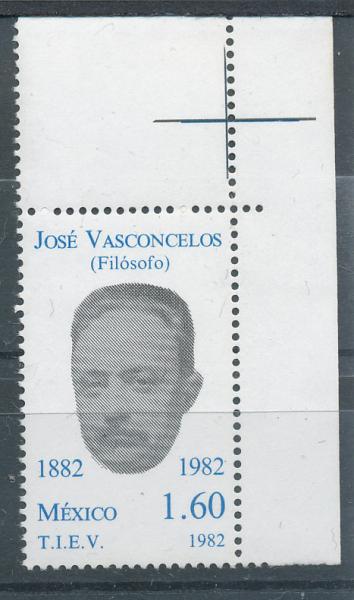 JOSÉ VASCONCELOS
(Filósofo)
1882 1982
MÉXICO 1.60
T.I.E.V. 1982